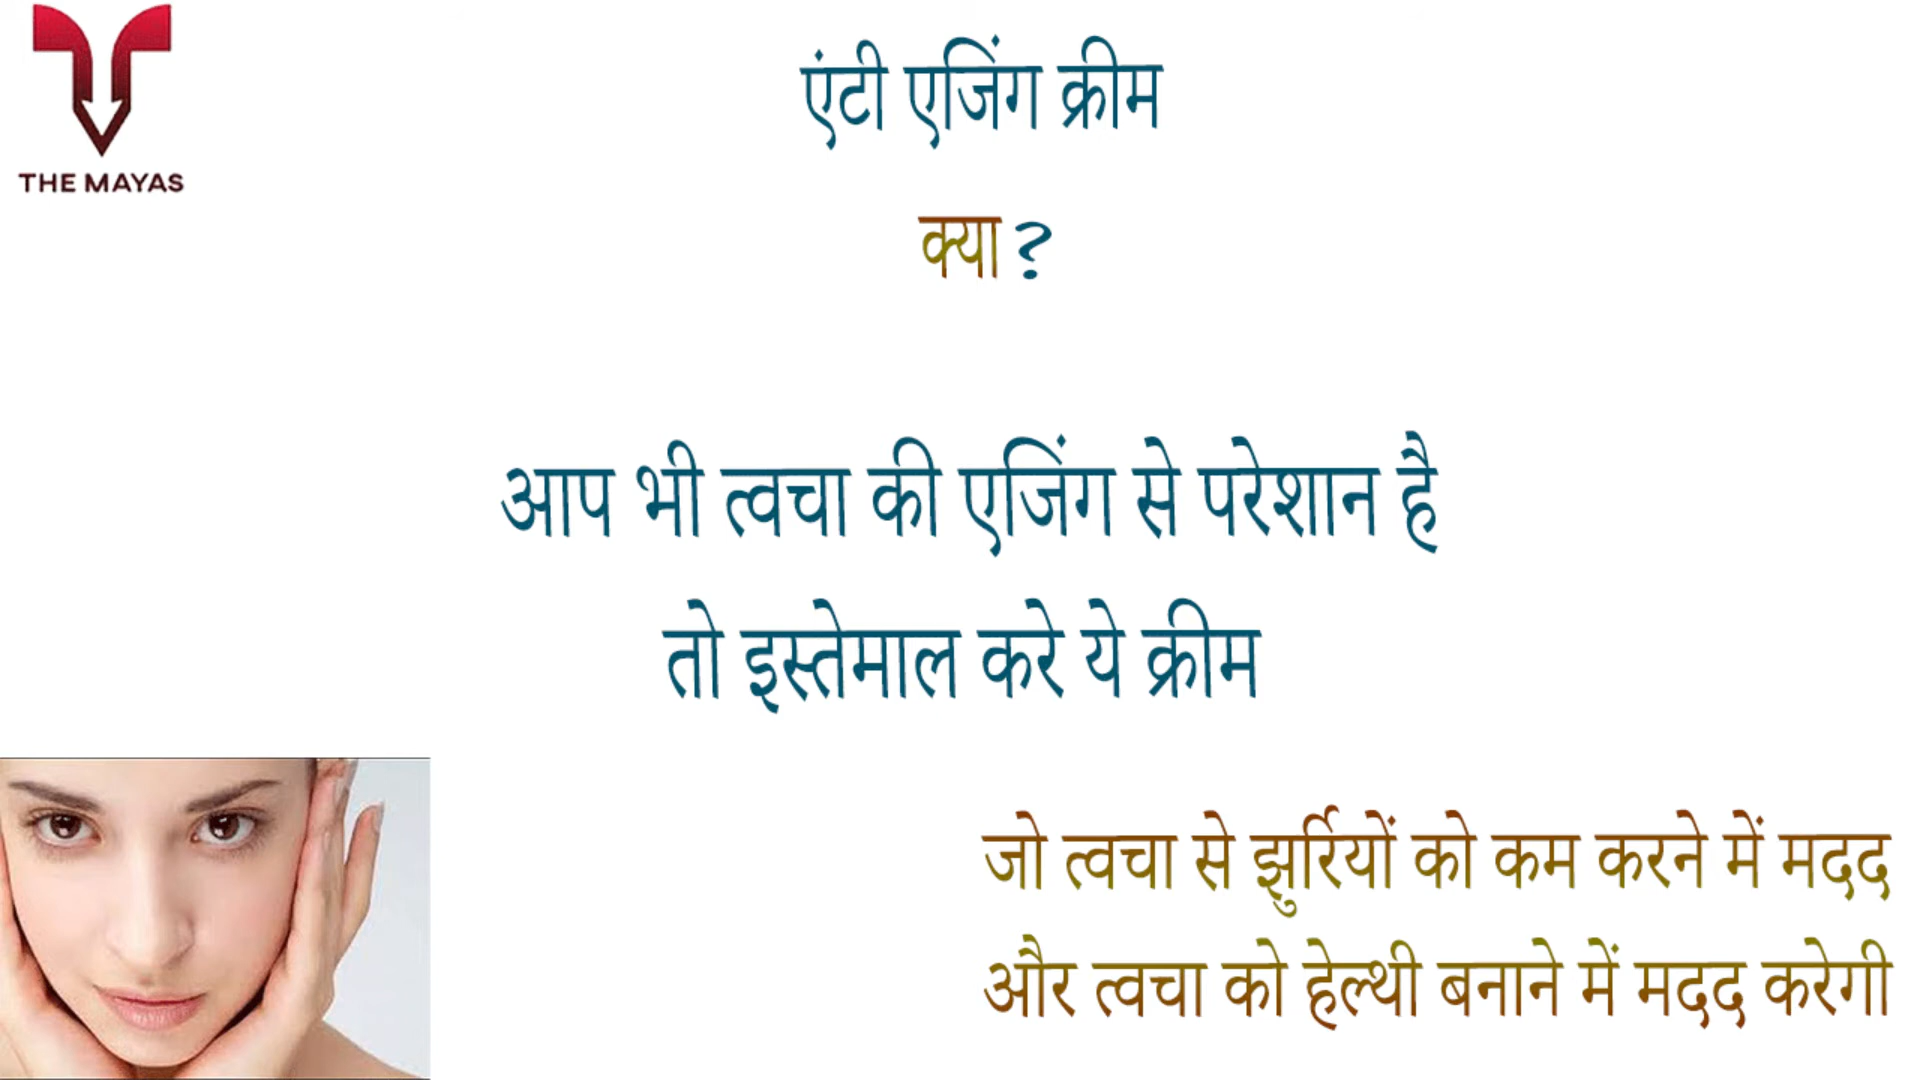 THE MAYAS
एंटी एजिंग क्रीम
क्या ?
आप भी त्वचा की एजिंग से परेशान है
तो इस्तेमाल करे ये क्रीम
जो त्वचा से झुर्रियों को कम करने में मदद
और त्वचा को हेल्थी बनाने में मदद करेगी